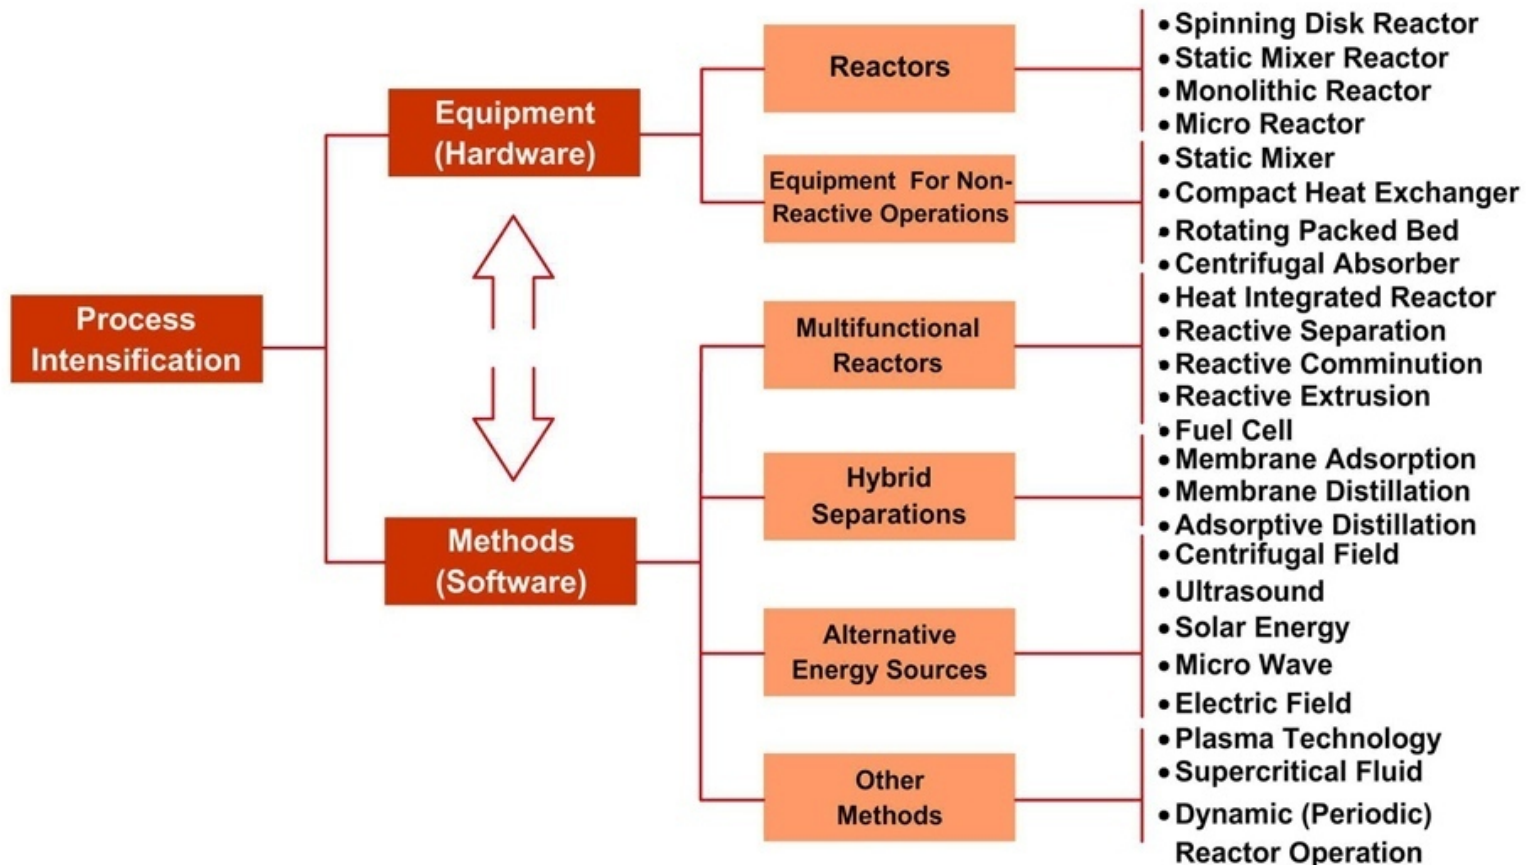 Process
Intensification
Equipment
(Hardware)
Methods
(Software)
Reactors
Equipment For Non-
Reactive Operations
Multifunctional
Reactors
Hybrid
Separations
Alternative
Energy Sources
Other
Methods
• Spinning Disk Reactor
• Static Mixer Reactor
• Monolithic Reactor
• Micro Reactor
• Static Mixer
• Compact Heat Exchanger
• Rotating Packed Bed
• Centrifugal Absorber
• Heat Integrated Reactor
• Reactive Separation
• Reactive Comminution
• Reactive Extrusion
• Fuel Cell
• Membrane Adsorption
• Membrane Distillation
• Adsorptive Distillation
• Centrifugal Field
• Ultrasound
• Solar Energy
• Micro Wave
• Electric Field
• Plasma Technology
• Supercritical Fluid
• Dynamic (Periodic)
Reactor Operation